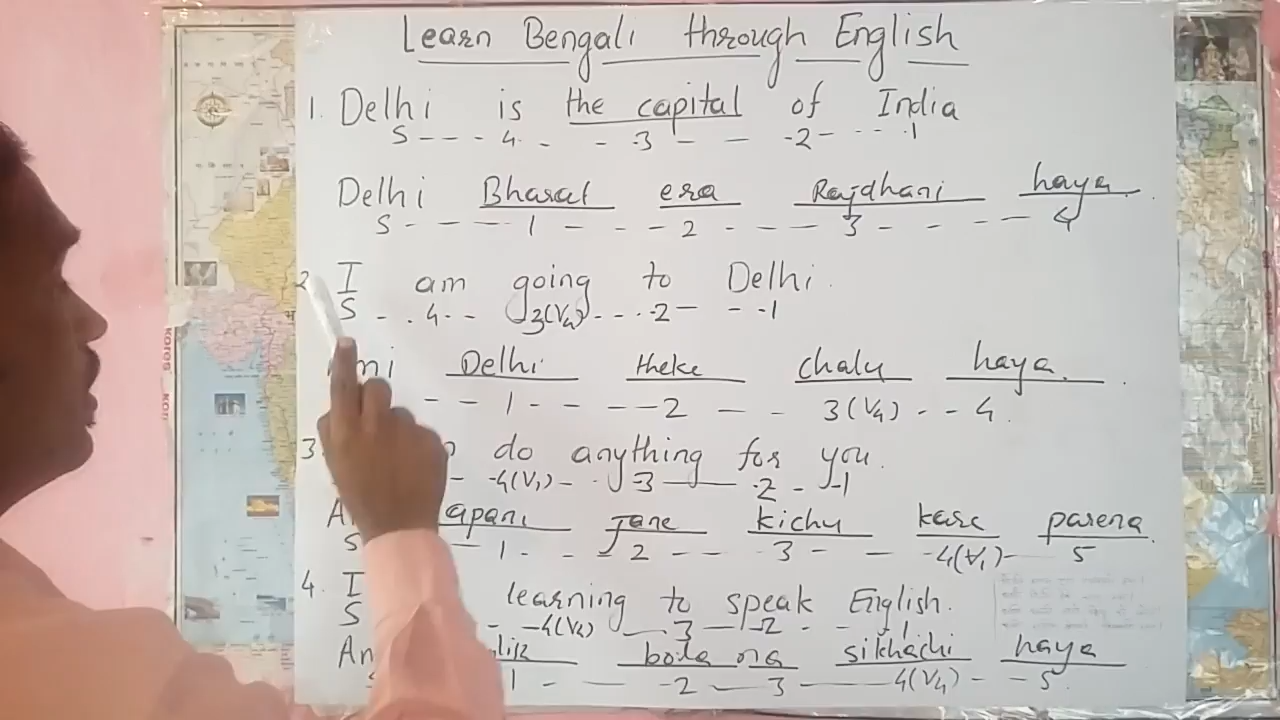 Learn Bengali through English
1. Delhi is the capital of India
S - - - 4 - - - 3 - - - 2 - - - 1
Delhi Bharat era Rajdhani haya.
S - - - 1 - - - 2 - - - 3 - - - 4
2. I am going to Delhi.
S - - 4 - - 3(V4) - - - 2 - - - 1
Delhi theke chalu haya.
- - 1 - - - - 2 - - 3(V4) - - 4.
3. do anything for you.
- 4(V1) - - 3 - - 2 - 1
apani Jane kichu kare parena
S 1 - - 2 - - 3 - - 4(V1) - 5
4. I learning to speak English.
S - 4(V4) - 3 - 2 - - 1
bola ra sikhachi haya
1 - - 2 - 3 - 4(V4) - - 5.